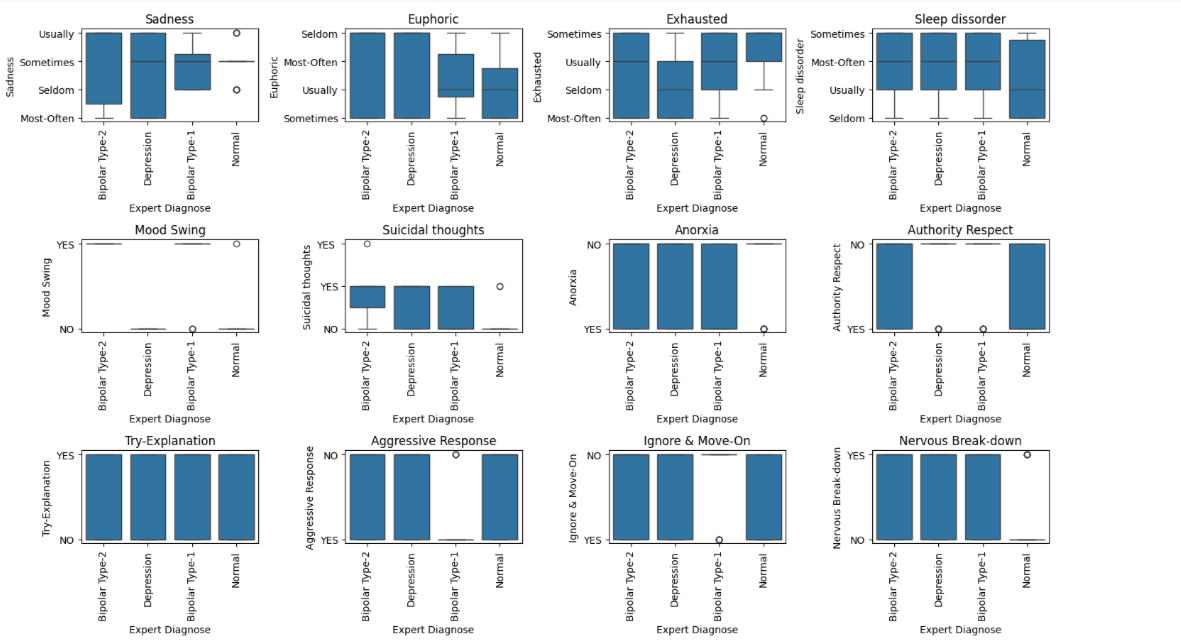 Sadness
Sadness
Usually
Sometimes
Seldom
Most-Often
Bipolar Type-2
Depression
Bipolar Type-1
Normal
Expert Diagnose
Euphoric
Euphoric
Seldom
Most-Often
Usually
Sometimes
Bipolar Type-2
Depression
Bipolar Type-1
Normal
Expert Diagnose
Exhausted
Exhausted
Sometimes
Usually
Seldom
Most-Often
Bipolar Type-2
Depression
Bipolar Type-1
Normal
Expert Diagnose
Sleep dissorder
Sleep dissorder
Sometimes
Most-Often
Usually
Seldom
Bipolar Type-2
Depression
Bipolar Type-1
Normal
Expert Diagnose
Mood Swing
Mood Swing
YES
NO
Bipolar Type-2
Depression
Bipolar Type-1
Normal
Expert Diagnose
Suicidal thoughts
Suicidal thoughts
YES
YES
NO
Bipolar Type-2
Depression
Bipolar Type-1
Normal
Expert Diagnose
Anorxia
Anorxia
NO
YES
Bipolar Type-2
Depression
Bipolar Type-1
Normal
Expert Diagnose
Authority Respect
Authority Respect
NO
YES
Bipolar Type-2
Depression
Bipolar Type-1
Normal
Expert Diagnose
Try-Explanation
Try-Explanation
YES
NO
Bipolar Type-2
Depression
Bipolar Type-1
Normal
Expert Diagnose
Aggressive Response
Aggressive Response
NO
YES
Bipolar Type-2
Depression
Bipolar Type-1
Normal
Expert Diagnose
Ignore & Move-On
Ignore & Move-On
NO
YES
Bipolar Type-2
Depression
Bipolar Type-1
Normal
Expert Diagnose
Nervous Break-down
Nervous Break-down
YES
NO
Bipolar Type-2
Depression
Bipolar Type-1
Normal
Expert Diagnose